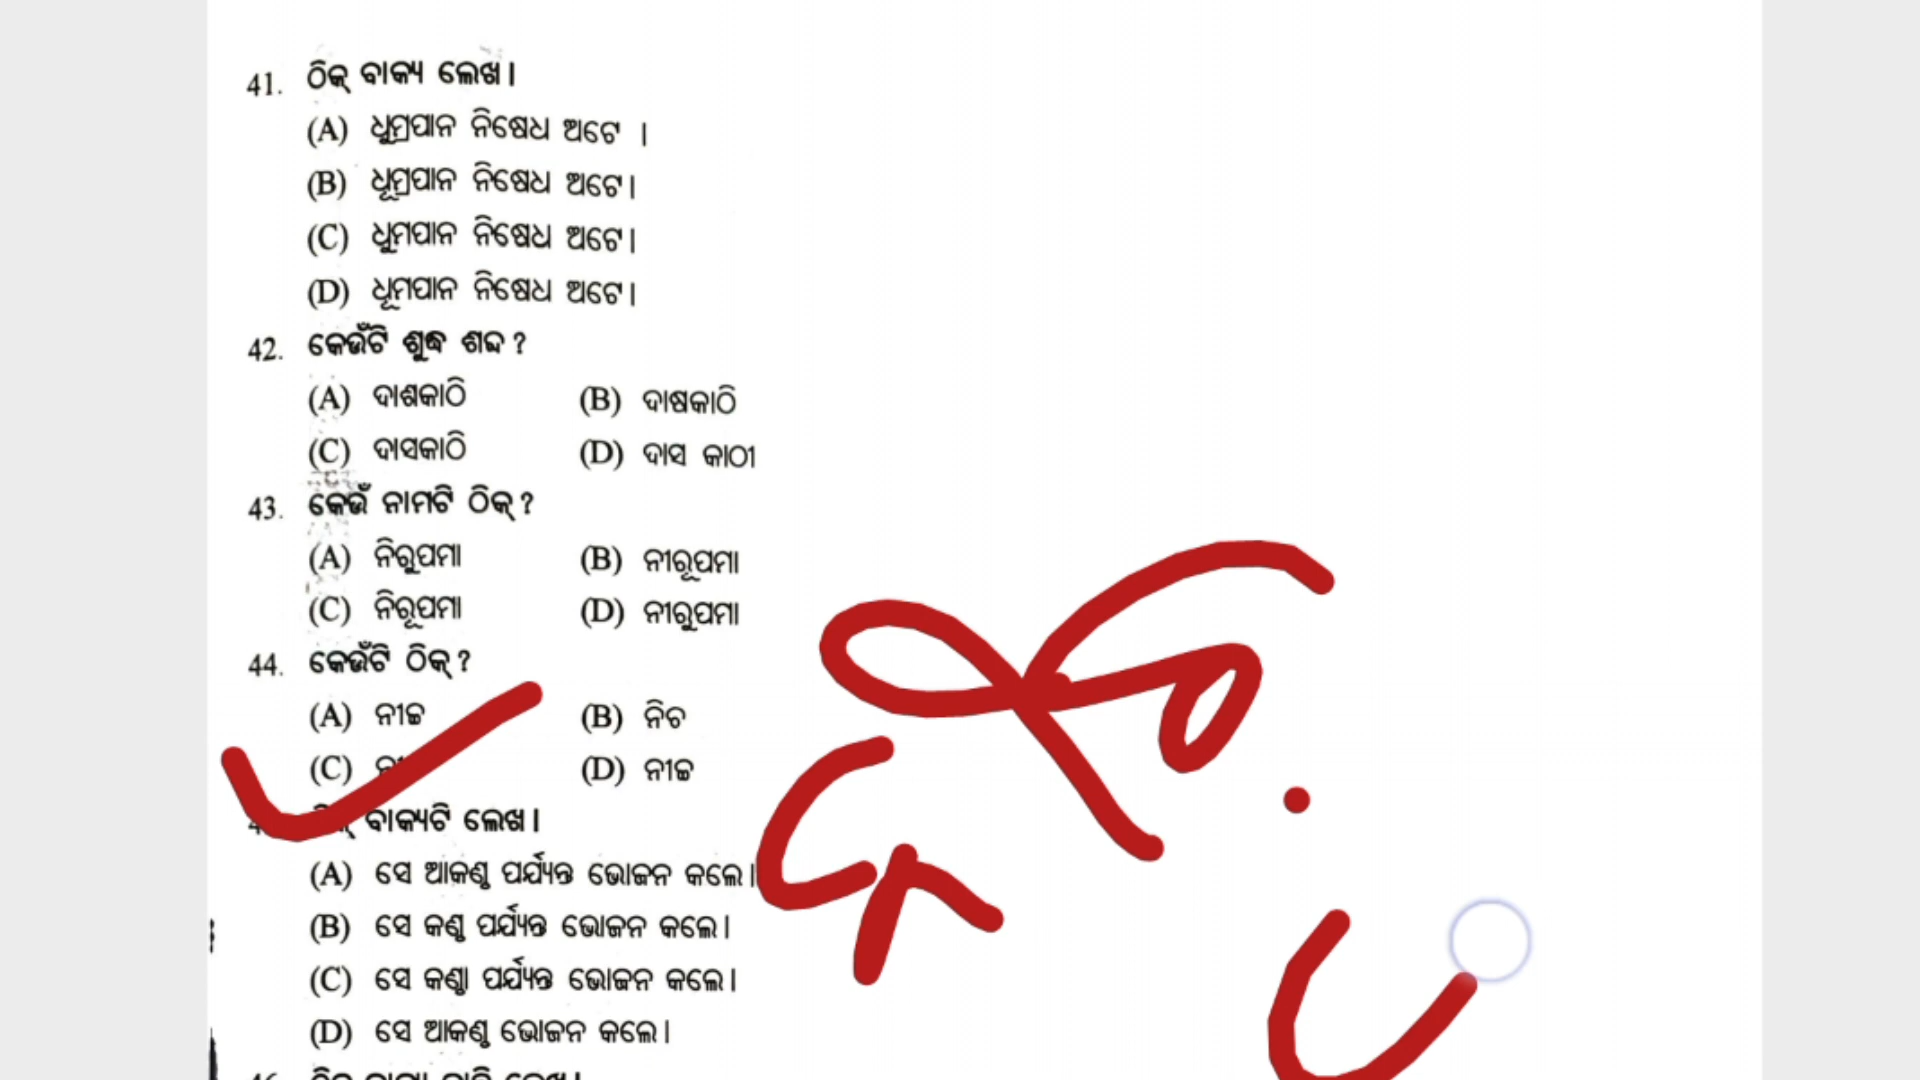 41. ଠିକ୍ ବାକ୍ୟ ଲେଖ।
(A) ଧୁମ୍ରପାନ ନିଷେଧ ଅଟେ ।
(B) ଧୂମ୍ରପାନ ନିଷେଧ ଅଟେ।
(C) ଧୁମପାନ ନିଷେଧ ଅଟେ।
(D) ଧୂମପାନ ନିଷେଧ ଅଟେ।
42. କେଉଁଟି ଶୁଦ୍ଧ ଶବ୍ଦ ?
(A) ଦାଶକାଠି (B) ଦାଷକାଠି
(C) ଦାସକାଠି (D) ଦାସ କାଠୀ
43. କେଉଁ ନାମଟି ଠିକ୍ ?
(A) ନିରୁପମା (B) ନୀରୂପମା
(C) ନିରୂପମା (D) ନୀରୁପମା
44. କେଉଁଟି ଠିକ୍ ?
(A) ନୀଚ୍ଚ (B) ନିଚ
(C) (D) ନୀଚ୍ଚ
ବାକ୍ୟଟି ଲେଖ।
(A) ସେ ଆକଣ୍ଠ ପର୍ଯ୍ୟନ୍ତ ଭୋଜନ କଲେ।
(B) ସେ କଣ୍ଠ ପର୍ଯ୍ୟନ୍ତ ଭୋଜନ କଲେ।
(C) ସେ କଣ୍ଠା ପର୍ଯ୍ୟନ୍ତ ଭୋଜନ କଲେ।
(D) ସେ ଆକଣ୍ଠ ଭୋଜନ କଲେ।